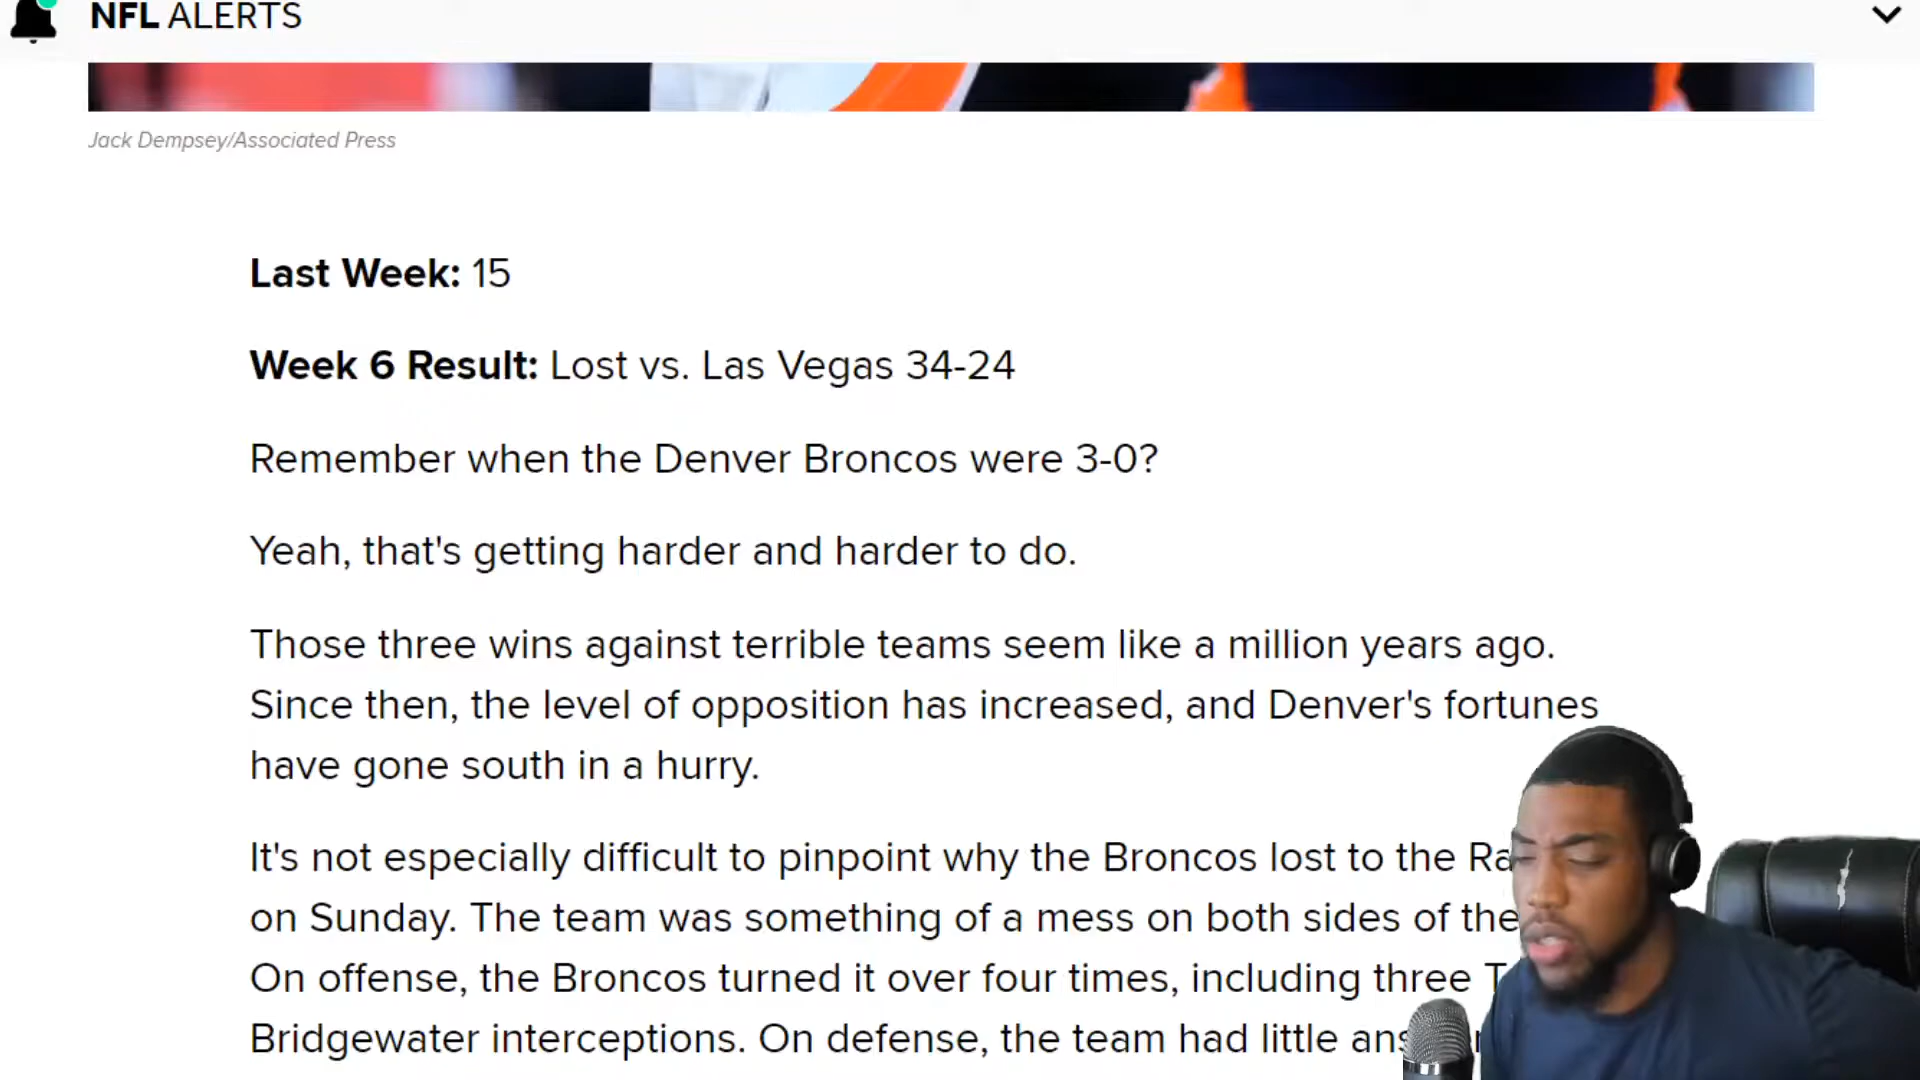 NFL ALERTS
Jack Dempsey/Associated Press
Last Week: 15
Week 6 Result: Lost vs. Las Vegas 34-24
Remember when the Denver Broncos were 3-0?
Yeah, that's getting harder and harder to do.
Those three wins against terrible teams seem like a million years ago.
Since then, the level of opposition has increased, and Denver's fortunes
have gone south in a hurry.
It's not especially difficult to pinpoint why the Broncos lost to the
on Sunday. The team was something of a mess on both sides of the
On offense, the Broncos turned it over four times, including three
Bridgewater interceptions. On defense, the team had little